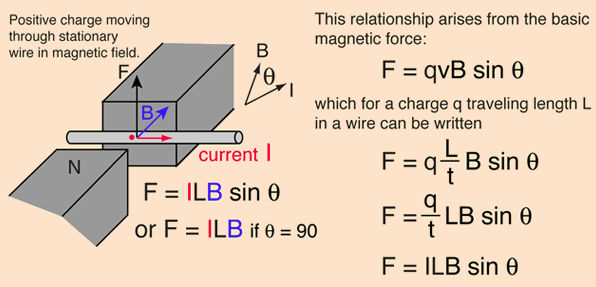 Positive charge moving
through stationary
wire in magnetic field.
F
B
θ
I
B
current I
N
F = ILB sin θ
or F = ILB if θ = 90
This relationship arises from the basic
magnetic force:
F = qvB sin θ
which for a charge q traveling length L
in a wire can be written
F = q L/t B sin θ
F = q/t LB sin θ
F = ILB sin θ